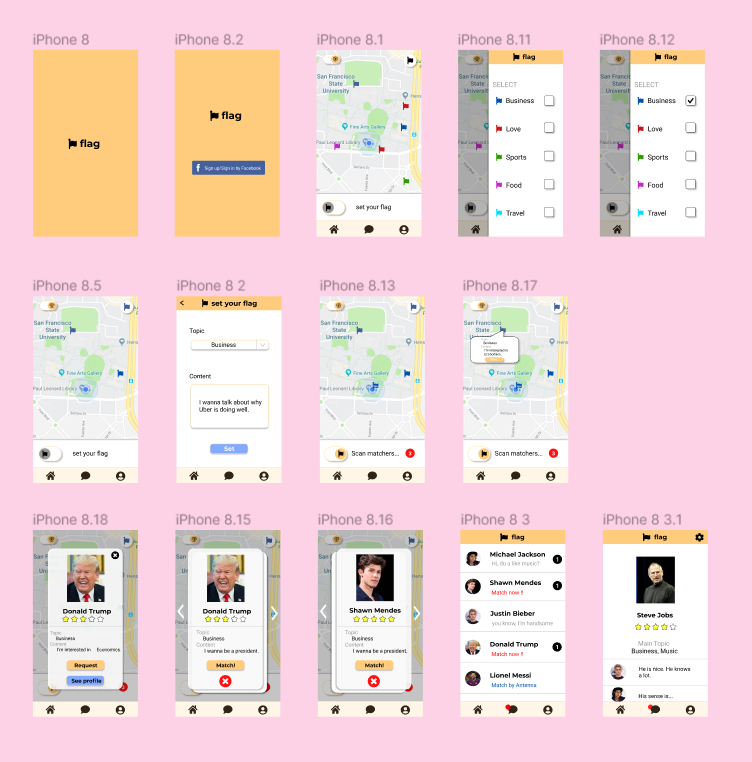 iPhone 8
iPhone 8.2
iPhone 8.1
iPhone 8.11
iPhone 8.12
flag
flag
Sign up/Sign in by Facebook
San Francisco
State
University
Fine Arts Gallery
Paul Leonard Library
set your flag
flag
SELECT
Business
Love
Sports
Food
Travel
flag
SELECT
Business
Love
Sports
Food
Travel
iPhone 8.5
iPhone 8 2
iPhone 8.13
iPhone 8.17
San Francisco
State
University
Fine Arts Gallery
Paul Leonard Library
set your flag
< set your flag
Topic
Business
Content
I wanna talk about why
Uber is doing well.
Set
San Francisco
State
University
Fine Arts Gallery
Paul Leonard Library
Scan matchers... 3
San Francisco
State
University
Business
Economics.
Fine Arts Gallery
Paul Leonard Library
Scan matchers... 3
iPhone 8.18
iPhone 8.15
iPhone 8.16
iPhone 8 3
iPhone 8 3.1
Donald Trump
Topic
Business
Content
I'm interested in Economics.
Request
See profile
Donald Trump
Topic
Business
Content
I wanna be a president.
Match!
Shawn Mendes
Topic
Business
Content
I wanna be a president.
Match!
flag
Michael Jackson 1
Hi, do u like music?
Shawn Mendes 1
Match now !!
Justin Bieber
you know, I'm handsome
Donald Trump 1
Match now !!
Lionel Messi
Match by Antenna
flag
Steve Jobs
Main Topic
Business, Music
He is nice. He knows
a lot.
His sense is...